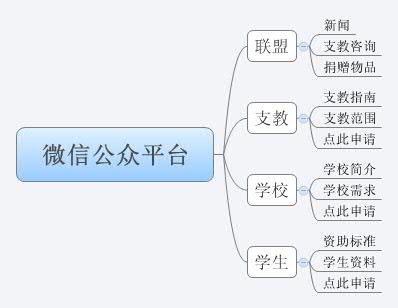 微信公众平台
联盟
新闻
支教咨询
捐赠物品
支教
支教指南
支教范围
点此申请
学校
学校简介
学校需求
点此申请
学生
资助标准
学生资料
点此申请